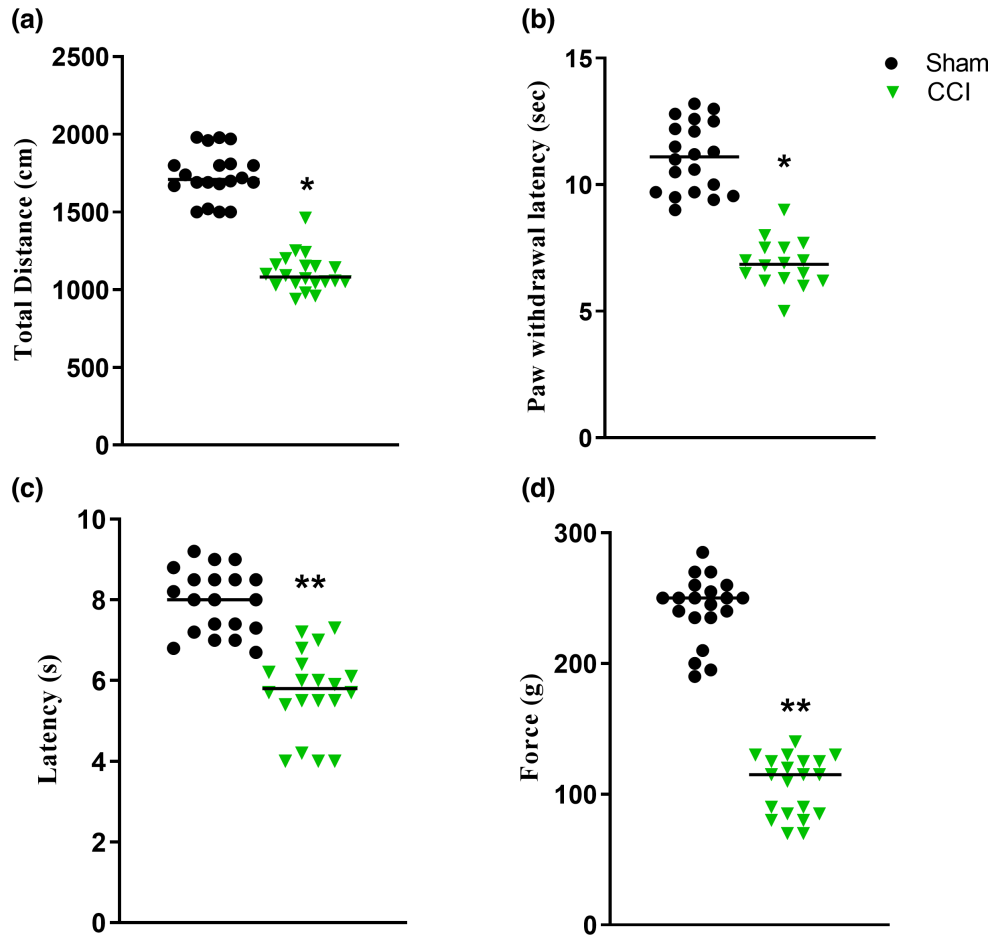 (a)
2500
2000
1500
1000
500
0
Total Distance (cm)
*
(b)
15
10
5
0
Paw withdrawal latency (sec)
*
Sham
CCI
(c)
10
8
6
4
2
0
Latency (s)
**
(d)
300
200
100
0
Force (g)
**